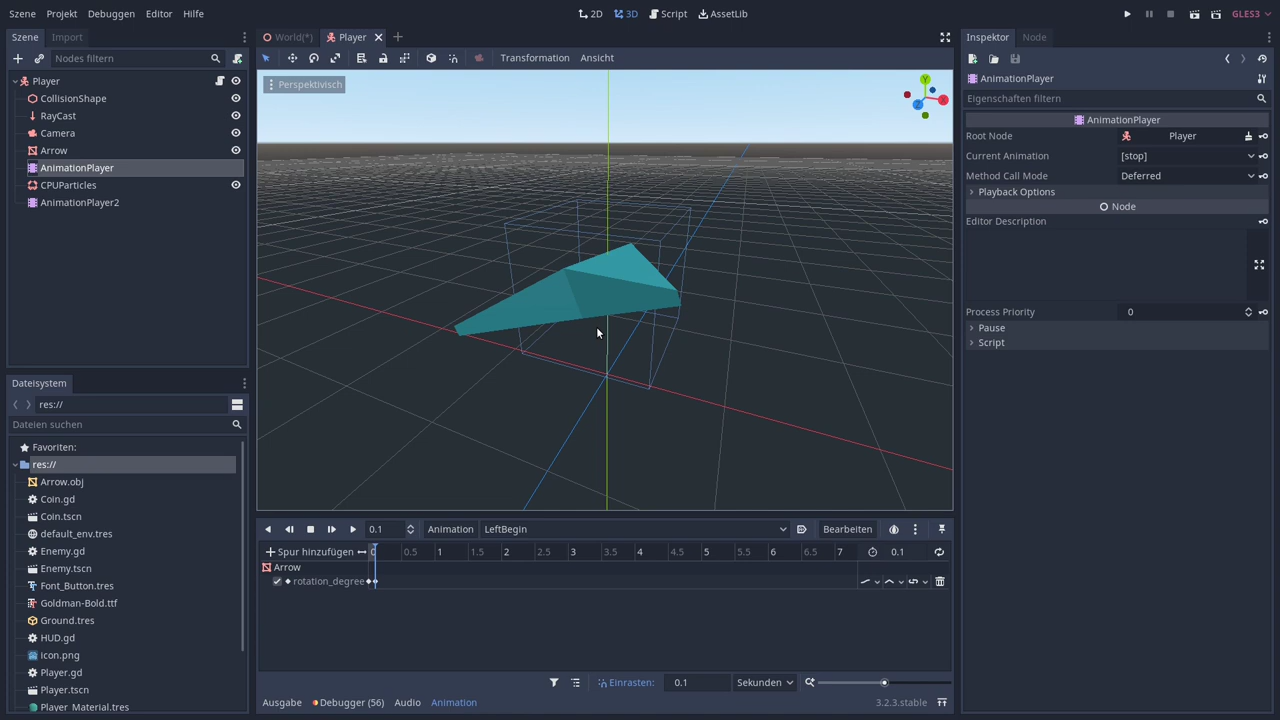 Szene Projekt Debuggen Editor Hilfe 2D 3D Script AssetLib GLES3
Szene Import
Nodes filtern
Player
CollisionShape
RayCast
Camera
Arrow
AnimationPlayer
CPUParticles
AnimationPlayer2
Dateisystem
res://
Dateien suchen
Favoriten:
res://
Arrow.obj
Coin.gd
Coin.tscn
default_env.tres
Enemy.gd
Enemy.tscn
Font_Button.tres
Goldman-Bold.ttf
Ground.tres
HUD.gd
icon.png
Player.gd
Player.tscn
Player_Material.tres
World(*) Player
Transformation Ansicht
Perspektivisch
Y
X
Z
0.1 Animation LeftBegin Bearbeiten
Spur hinzufügen 0 0.5 1 1.5 2 2.5 3 3.5 4 4.5 5 5.5 6 6.5 7 0.1
Arrow
rotation_degree
Einrasten: 0.1 Sekunden
Ausgabe Debugger (56) Audio Animation 3.2.3.stable
Inspektor Node
AnimationPlayer
Eigenschaften filtern
AnimationPlayer
Root Node Player
Current Animation [stop]
Method Call Mode Deferred
Playback Options
Node
Editor Description
Process Priority 0
Pause
Script